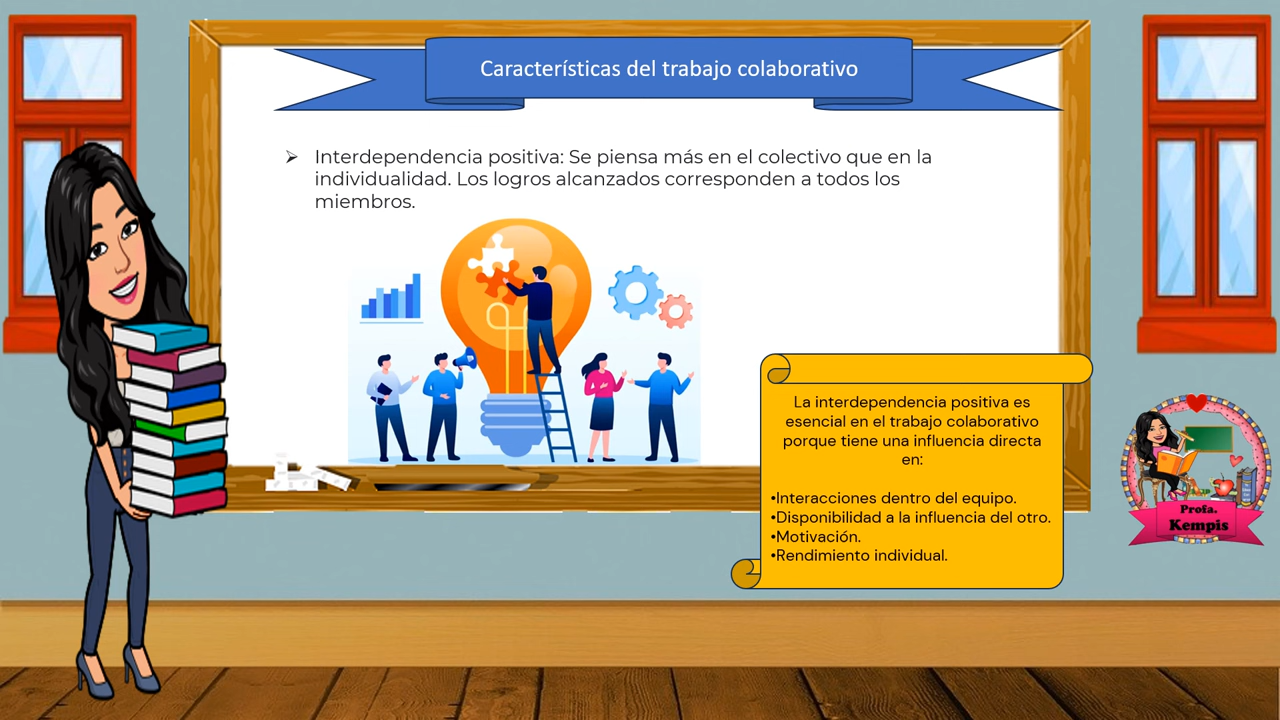 Características del trabajo colaborativo
➢ Interdependencia positiva: Se piensa más en el colectivo que en la
individualidad. Los logros alcanzados corresponden a todos los
miembros.
La interdependencia positiva es
esencial en el trabajo colaborativo
porque tiene una influencia directa
en:
•Interacciones dentro del equipo.
•Disponibilidad a la influencia del otro.
•Motivación.
•Rendimiento individual.
Profa.
Kempis